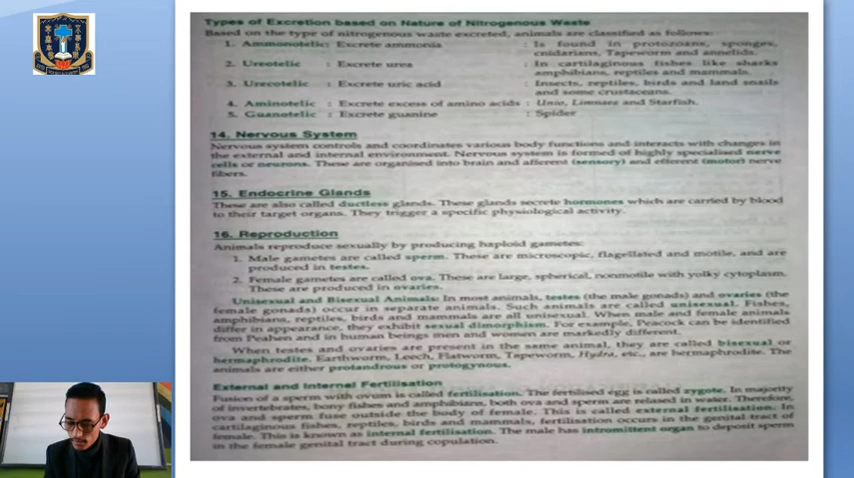 Types of Excretion based on Nature of Nitrogenous Waste
Based on the type of nitrogenous waste excreted, animals are classified as follows:
1. Ammonotelic : Excrete ammonia : Is found in protozoans, sponges, cnidarians, Tapeworm and annelids.
2. Ureotelic : Excrete urea : In cartilaginous fishes like sharks amphibians, reptiles and mammals.
3. Urecotelic : Excrete uric acid : Insects, reptiles, birds and land snails and some crustaceans.
4. Aminotelic : Excrete excess of amino acids : Unio, Limnaea and Starfish.
5. Guanotelic : Excrete guanine : Spider
14. Nervous System
Nervous system controls and coordinates various body functions and interacts with changes in
the external and internal environment. Nervous system is formed of highly specialised nerve
cells or neurons. These are organised into brain and afferent (sensory) and efferent (motor) nerve
fibers.
15. Endocrine Glands
These are also called ductless glands. These glands secrete hormones which are carried by blood
to their target organs. They trigger a specific physiological activity.
16. Reproduction
Animals reproduce sexually by producing haploid gametes:
1. Male gametes are called sperm. These are microscopic, flagellated and motile, and are
produced in testes.
2. Female gametes are called ova. These are large, spherical, nonmotile with yolky cytoplasm.
These are produced in ovaries.
Unisexual and Bisexual Animals: In most animals, testes (the male gonads) and ovaries (the
female gonads) occur in separate animals. Such animals are called unisexual. Fishes,
amphibians, reptiles, birds and mammals are all unisexual. When male and female animals
differ in appearance, they exhibit sexual dimorphism. For example, Peacock can be identified
from Peahen and in human beings men and women are markedly different.
When testes and ovaries are present in the same animal, they are called bisexual or
hermaphrodite. Earthworm, Leech, Flatworm, Tapeworm, Hydra, etc., are hermaphrodite. The
animals are either protandrous or protogynous.
External and Internal Fertilisation
Fusion of a sperm with ovum is called fertilisation. The fertilised egg is called zygote. In majority
of invertebrates, bony fishes and amphibians, both ova and sperm are relased in water. Therefore,
ova and sperm fuse outside the body of female. This is called external fertilisation. In
cartilaginous fishes, reptiles, birds and mammals, fertilisation occurs in the genital tract of
female. This is known as internal fertilisation. The male has intromittent organ to deposit sperm
in the female genital tract during copulation.